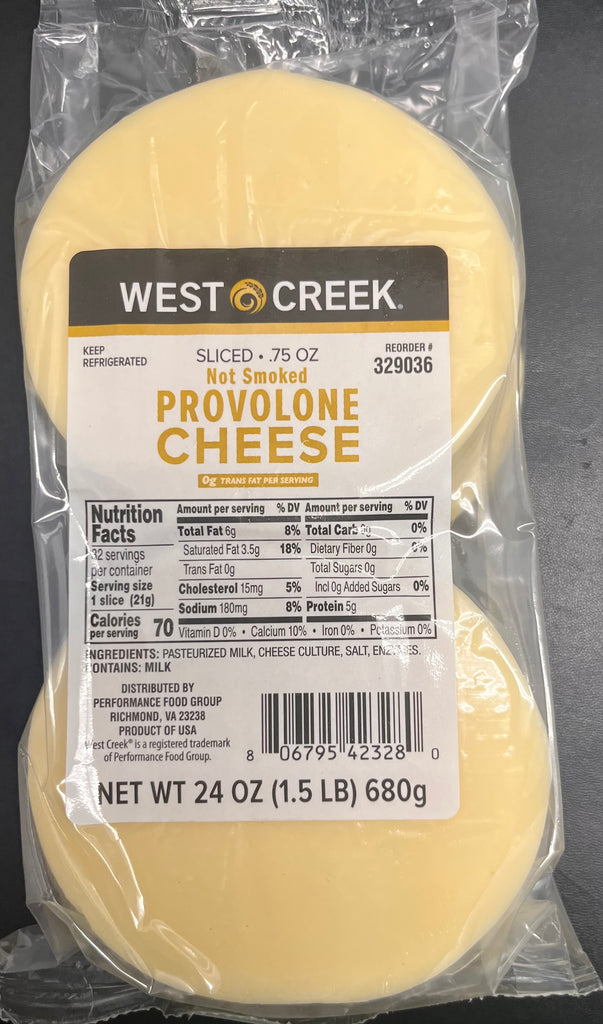 WEST CREEK®
KEEP
REFRIGERATED
SLICED • .75 OZ
REORDER #
329036
Not Smoked
PROVOLONE
CHEESE
0g TRANS FAT PER SERVING
Nutrition
Facts
32 servings
per container
Serving size
1 slice (21g)
Calories
per serving 70
Amount per serving % DV Amount per serving % DV
Total Fat 6g 8% Total Carb 0g 0%
Saturated Fat 3.5g 18% Dietary Fiber 0g 0%
Trans Fat 0g Total Sugars 0g
Cholesterol 15mg 5% Incl 0g Added Sugars 0%
Sodium 180mg 8% Protein 5g
Vitamin D 0% • Calcium 10% • Iron 0% • Potassium 0%
INGREDIENTS: PASTEURIZED MILK, CHEESE CULTURE, SALT, ENZYMES.
CONTAINS: MILK
DISTRIBUTED BY
PERFORMANCE FOOD GROUP
RICHMOND, VA 23238
PRODUCT OF USA
West Creek® is a registered trademark
of Performance Food Group.
8 06795 42328 0
NET WT 24 OZ (1.5 LB) 680g